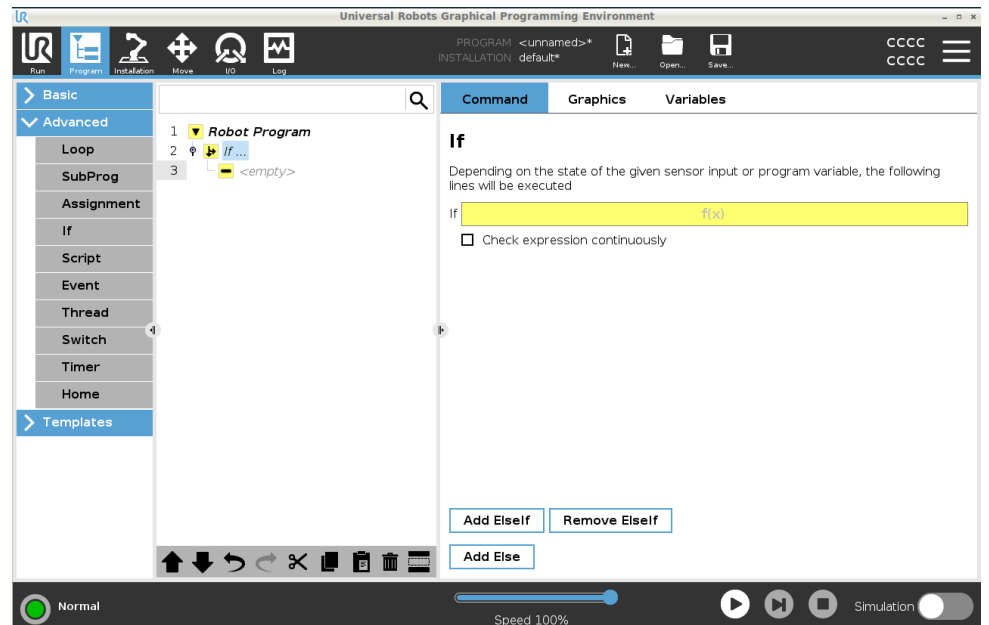 Universal Robots Graphical Programming Environment
PROGRAM <unnamed>*
INSTALLATION default*
Run
Program
Installation
Move
I/O
Log
New...
Open...
Save...
CCCC
CCCC
Basic
Advanced
Loop
SubProg
Assignment
If
Script
Event
Thread
Switch
Timer
Home
Templates
1 Robot Program
2 If ...
3 <empty>
Command Graphics Variables
If
Depending on the state of the given sensor input or program variable, the following
lines will be executed
If f(x)
Check expression continuously
Add ElseIf Remove ElseIf
Add Else
Normal
Speed 100%
Simulation